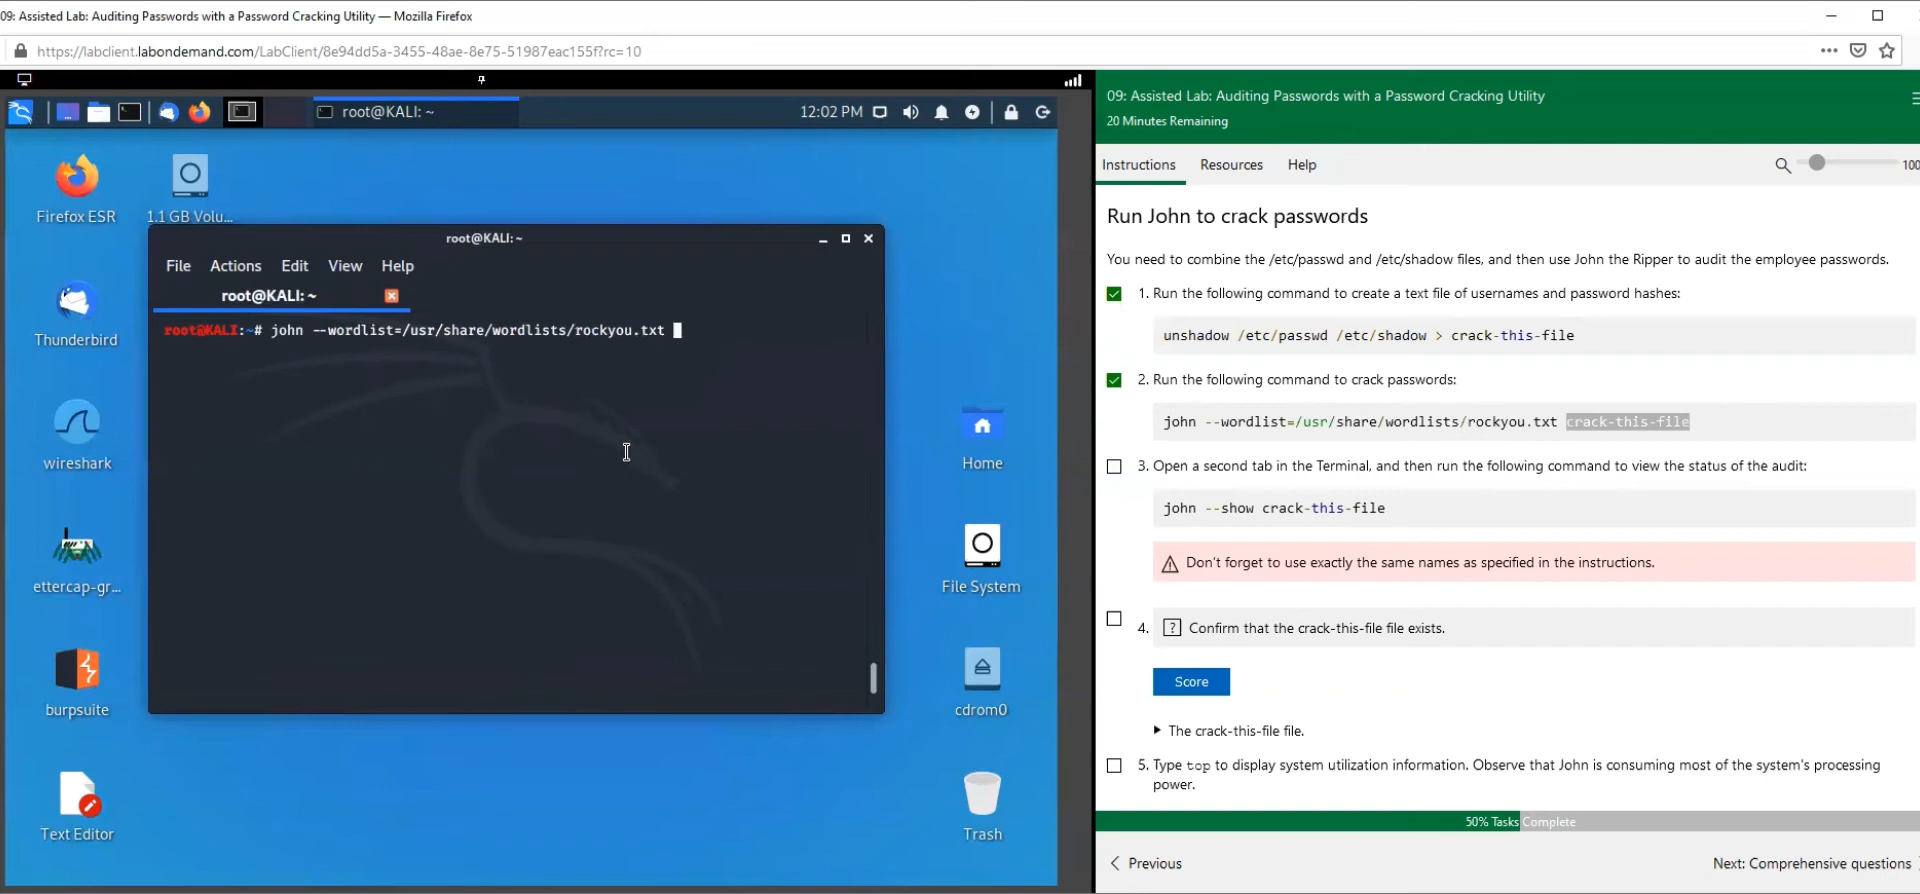 09: Assisted Lab: Auditing Passwords with a Password Cracking Utility — Mozilla Firefox
https://labclient.labondemand.com/LabClient/8e94dd5a-3455-48ae-8e75-51987eac155f?rc=10
root@KALI: ~
12:02 PM
Firefox ESR
1.1 GB Volu...
Thunderbird
wireshark
ettercap-gr...
burpsuite
Text Editor
Home
File System
cdrom0
Trash
root@KALI: ~
File Actions Edit View Help
root@KALI: ~
root@KALI:~# john --wordlist=/usr/share/wordlists/rockyou.txt
09: Assisted Lab: Auditing Passwords with a Password Cracking Utility
20 Minutes Remaining
Instructions Resources Help
100
Run John to crack passwords
You need to combine the /etc/passwd and /etc/shadow files, and then use John the Ripper to audit the employee passwords.
1. Run the following command to create a text file of usernames and password hashes:
unshadow /etc/passwd /etc/shadow > crack-this-file
2. Run the following command to crack passwords:
john --wordlist=/usr/share/wordlists/rockyou.txt crack-this-file
3. Open a second tab in the Terminal, and then run the following command to view the status of the audit:
john --show crack-this-file
Don't forget to use exactly the same names as specified in the instructions.
4. ? Confirm that the crack-this-file file exists.
Score
The crack-this-file file.
5. Type top to display system utilization information. Observe that John is consuming most of the system's processing
power.
50% Tasks Complete
Previous
Next: Comprehensive questions